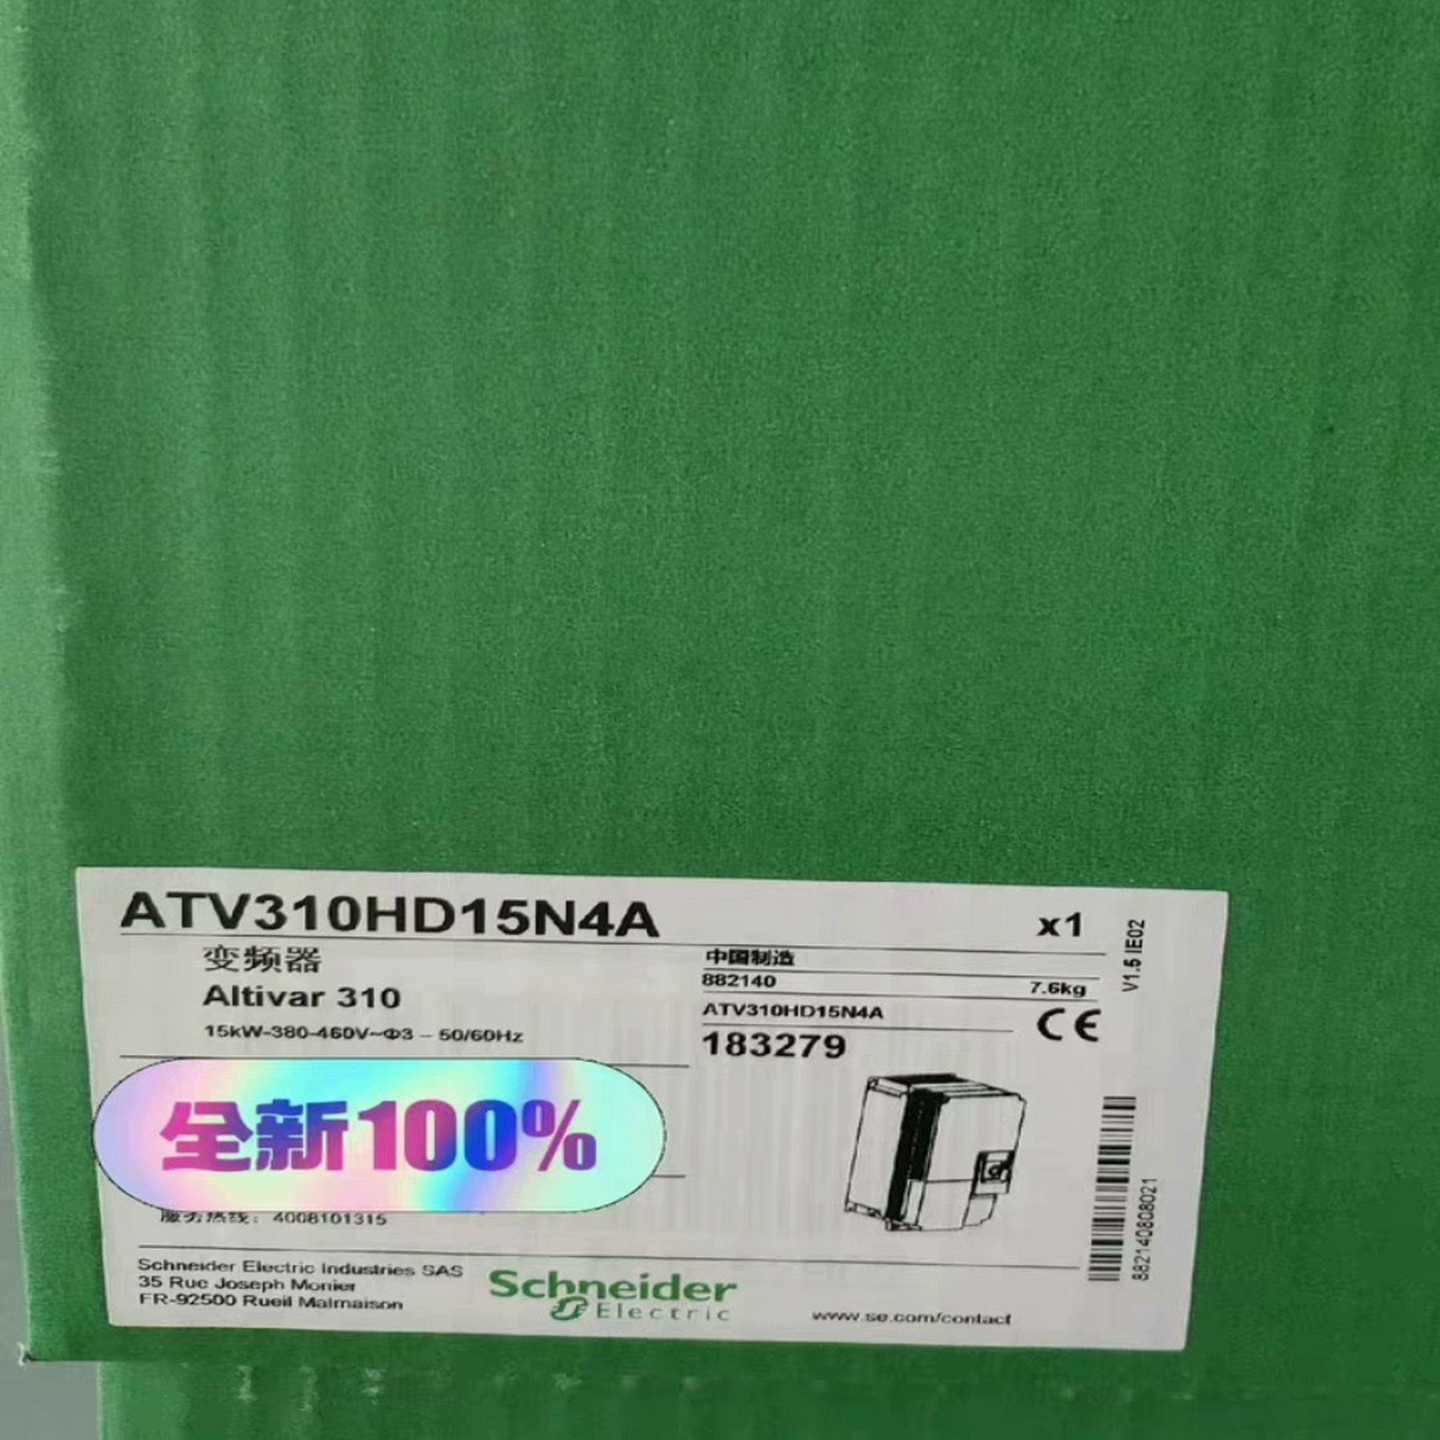 ATV310HD15N4A
x1
V1.5 IE02
变频器
Altivar 310
15kW-380-460V~Φ3 – 50/60Hz
中国制造
882140
7.6kg
ATV310HD15N4A
CE
183279
全新100%
服务热线：4008101315
882140808021
Schneider Electric Industries SAS
35 Rue Joseph Monier
FR-92500 Rueil Malmaison
Schneider
Electric
www.se.com/contact